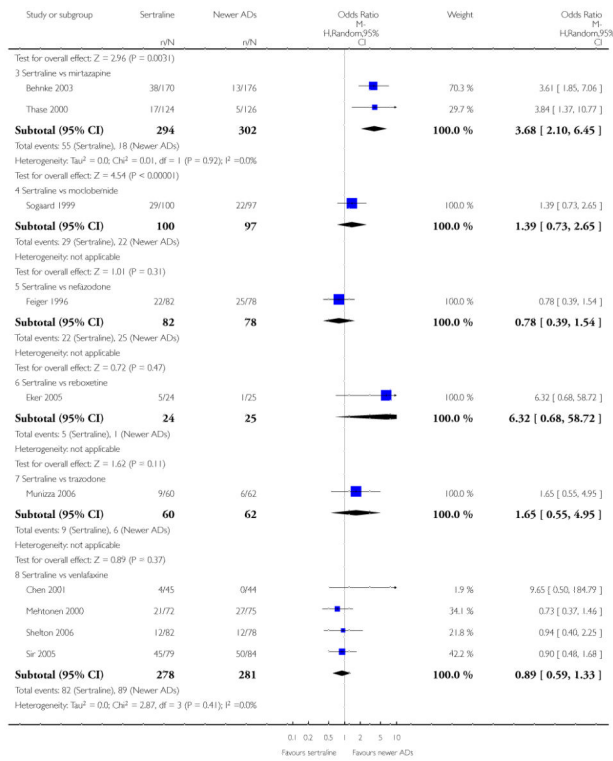 Study or subgroup Sertraline Newer ADs Odds Ratio Weight Odds Ratio
M- M-
H,Random,95% H,Random,95%
n/N n/N CI CI
Test for overall effect: Z = 2.96 (P = 0.0031)
3 Sertraline vs mirtazapine
Behnke 2003 38/170 13/176 70.3 % 3.61 [ 1.85, 7.06 ]
Thase 2000 17/124 5/126 29.7 % 3.84 [ 1.37, 10.77 ]
Subtotal (95% CI) 294 302 100.0 % 3.68 [ 2.10, 6.45 ]
Total events: 55 (Sertraline), 18 (Newer ADs)
Heterogeneity: Tau² = 0.0; Chi² = 0.01, df = 1 (P = 0.92); I² =0.0%
Test for overall effect: Z = 4.54 (P < 0.00001)
4 Sertraline vs moclobemide
Sogaard 1999 29/100 22/97 100.0 % 1.39 [ 0.73, 2.65 ]
Subtotal (95% CI) 100 97 100.0 % 1.39 [ 0.73, 2.65 ]
Total events: 29 (Sertraline), 22 (Newer ADs)
Heterogeneity: not applicable
Test for overall effect: Z = 1.01 (P = 0.31)
5 Sertraline vs nefazodone
Feiger 1996 22/82 25/78 100.0 % 0.78 [ 0.39, 1.54 ]
Subtotal (95% CI) 82 78 100.0 % 0.78 [ 0.39, 1.54 ]
Total events: 22 (Sertraline), 25 (Newer ADs)
Heterogeneity: not applicable
Test for overall effect: Z = 0.72 (P = 0.47)
6 Sertraline vs reboxetine
Eker 2005 5/24 1/25 100.0 % 6.32 [ 0.68, 58.72 ]
Subtotal (95% CI) 24 25 100.0 % 6.32 [ 0.68, 58.72 ]
Total events: 5 (Sertraline), 1 (Newer ADs)
Heterogeneity: not applicable
Test for overall effect: Z = 1.62 (P = 0.11)
7 Sertraline vs trazodone
Munizza 2006 9/60 6/62 100.0 % 1.65 [ 0.55, 4.95 ]
Subtotal (95% CI) 60 62 100.0 % 1.65 [ 0.55, 4.95 ]
Total events: 9 (Sertraline), 6 (Newer ADs)
Heterogeneity: not applicable
Test for overall effect: Z = 0.89 (P = 0.37)
8 Sertraline vs venlafaxine
Chen 2001 4/45 0/44 1.9 % 9.65 [ 0.50, 184.79 ]
Mehtonen 2000 21/72 27/75 34.1 % 0.73 [ 0.37, 1.46 ]
Shelton 2006 12/82 12/78 21.8 % 0.94 [ 0.40, 2.25 ]
Sir 2005 45/79 50/84 42.2 % 0.90 [ 0.48, 1.68 ]
Subtotal (95% CI) 278 281 100.0 % 0.89 [ 0.59, 1.33 ]
Total events: 82 (Sertraline), 89 (Newer ADs)
Heterogeneity: Tau² = 0.0; Chi² = 2.87, df = 3 (P = 0.41); I² =0.0%
0.1 0.2 0.5 1 2 5 10
Favours sertraline Favours newer ADs